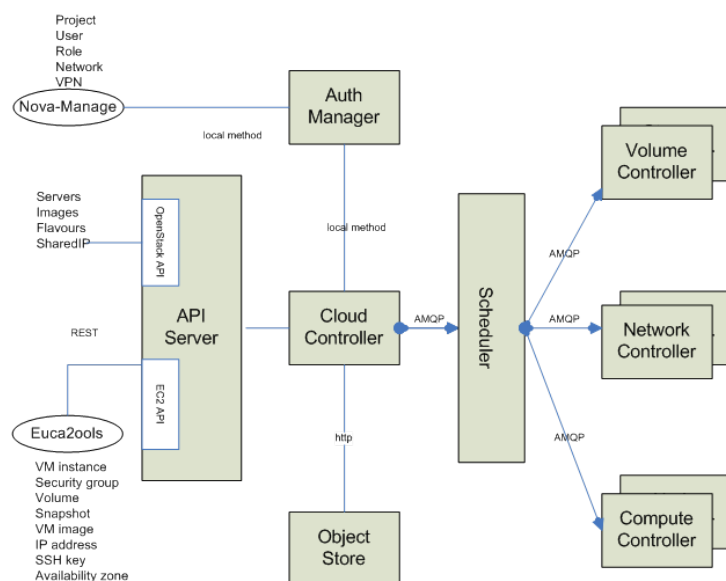 Project
User
Role
Network
VPN
Nova-Manage
Auth
Manager
local method
Servers
Images
Flavours
SharedIP
OpenStack API
API
Server
local method
Cloud
Controller
AMQP
Scheduler
Volume
Controller
AMQP
AMQP
Network
Controller
AMQP
Compute
Controller
REST
EC2 API
Euca2ools
VM instance
Security group
Volume
Snapshot
VM image
IP address
SSH key
Availability zone
http
Object
Store